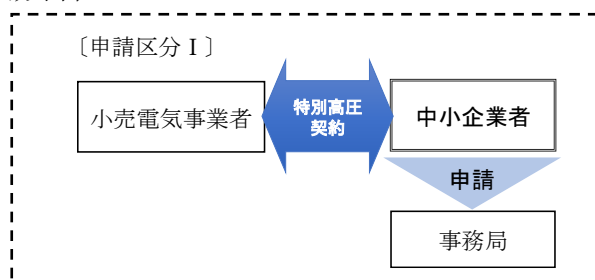 〔申請区分Ⅰ〕
小売電気事業者
特別高圧
契約
中小企業者
申請
事務局